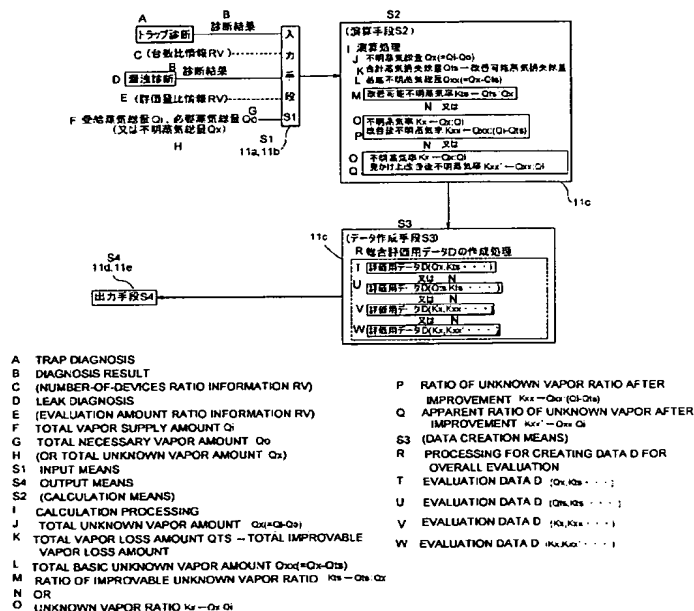 A
トラップ診断
B
診断結果
C (台数比情報RV)
D 漏洩診断
B
診断結果
E (評価量比情報RV)
F 受給蒸気総量Qi, 必要蒸気総量Qo
G
(又は不明蒸気総量Qx)
H
入力手段
S1
S1
11a, 11b
S2
(演算手段S2)
I 演算処理
J 不明蒸気総量Qx(=Qi-Qo)
K 合計蒸気損失総量Qts→改善可能蒸気損失総量
L 基底不明蒸気総量Qxx(=Qx-Qts)
M 改善可能不明蒸気率Kts→Qts:Qx
N 又は
O 不明蒸気率Kx→Qx:Qi
P 改善後不明蒸気率Kxx→Qxx:(Qi-Qts)
N 又は
O 不明蒸気率Kx→Qx:Qi
Q 見かけ上改善後不明蒸気率Kxx'→Qxx:Qi
11c
S3
11c
(データ作成手段S3)
R 総合評価用データDの作成処理
T 評価用データD(Qx,Kts・・・・)
又は N
U 評価用データD(Qts,Kts・・・・)
又は N
V 評価用データD(Kx,Kxx・・・・)
又は N
W 評価用データD(Kx,Kxx'・・・・)
S4
11d, 11e
出力手段S4
A TRAP DIAGNOSIS
B DIAGNOSIS RESULT
C (NUMBER-OF-DEVICES RATIO INFORMATION RV)
D LEAK DIAGNOSIS
E (EVALUATION AMOUNT RATIO INFORMATION RV)
F TOTAL VAPOR SUPPLY AMOUNT Qi
G TOTAL NECESSARY VAPOR AMOUNT Qo
H (OR TOTAL UNKNOWN VAPOR AMOUNT Qx)
S1 INPUT MEANS
S4 OUTPUT MEANS
S2 (CALCULATION MEANS)
I CALCULATION PROCESSING
J TOTAL UNKNOWN VAPOR AMOUNT Qx(=Qi-Qo)
K TOTAL VAPOR LOSS AMOUNT QTS → TOTAL IMPROVABLE
VAPOR LOSS AMOUNT
L TOTAL BASIC UNKNOWN VAPOR AMOUNT Qxx(=Qx-Qts)
M RATIO OF IMPROVABLE UNKNOWN VAPOR RATIO Kts→Qts:Qx
N OR
O UNKNOWN VAPOR RATIO Kx→Qx:Qi
P RATIO OF UNKNOWN VAPOR RATIO AFTER
IMPROVEMENT Kxx→Qxx:(Qi-Qts)
Q APPARENT RATIO OF UNKNOWN VAPOR AFTER
IMPROVEMENT Kxx'→Qxx:Qi
S3 (DATA CREATION MEANS)
R PROCESSING FOR CREATING DATA D FOR
OVERALL EVALUATION
T EVALUATION DATA D (Qx,Kts・・・・)
U EVALUATION DATA D (Qts,Kts・・・・)
V EVALUATION DATA D (Kx,Kxx・・・・)
W EVALUATION DATA D (Kx,Kxx'・・・・)